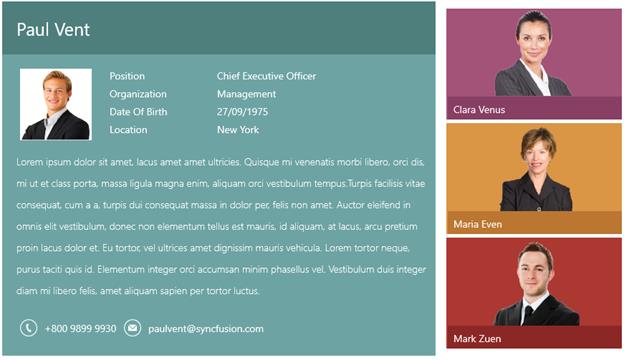 Paul Vent
Position Chief Executive Officer
Organization Management
Date Of Birth 27/09/1975
Location New York
Lorem ipsum dolor sit amet, lacus amet amet ultricies. Quisque mi venenatis morbi libero, orci dis,
mi ut et class porta, massa ligula magna enim, aliquam orci vestibulum tempus.Turpis facilisis vitae
consequat, cum a a, turpis dui consequat massa in dolor per, felis non amet. Auctor eleifend in
omnis elit vestibulum, donec non elementum tellus est mauris, id aliquam, at lacus, arcu pretium
proin lacus dolor et. Eu tortor, vel ultrices amet dignissim mauris vehicula. Lorem tortor neque,
purus taciti quis id. Elementum integer orci accumsan minim phasellus vel. Vestibulum duis integer
diam mi libero felis, amet aliquam sapien per tortor luctus.
+800 9899 9930 paulvent@syncfusion.com
Clara Venus
Maria Even
Mark Zuen